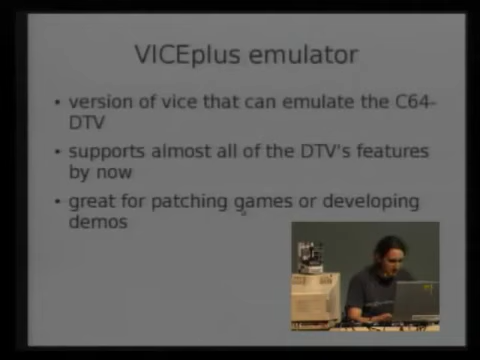 VICEplus emulator
• version of vice that can emulate the C64-
DTV
• supports almost all of the DTV's features
by now
• great for patching games or developing
demos